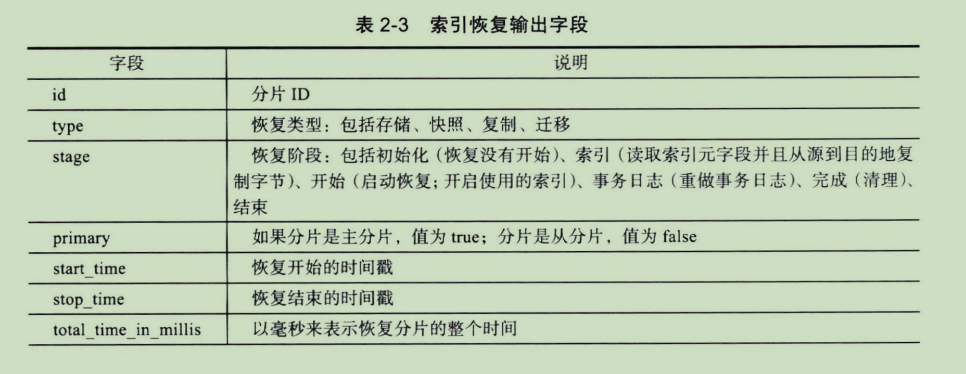 表 2-3 索引恢复输出字段
字段 说明
id 分片 ID
type 恢复类型：包括存储、快照、复制、迁移
stage 恢复阶段：包括初始化（恢复没有开始）、索引（读取索引元字段并且从源到目的地复
制字节）、开始（启动恢复；开启使用的索引）、事务日志（重做事务日志）、完成（清理）、
结束
primary 如果分片是主分片，值为 true；分片是从分片，值为 false
start_time 恢复开始的时间戳
stop_time 恢复结束的时间戳
total_time_in_millis 以毫秒来表示恢复分片的整个时间